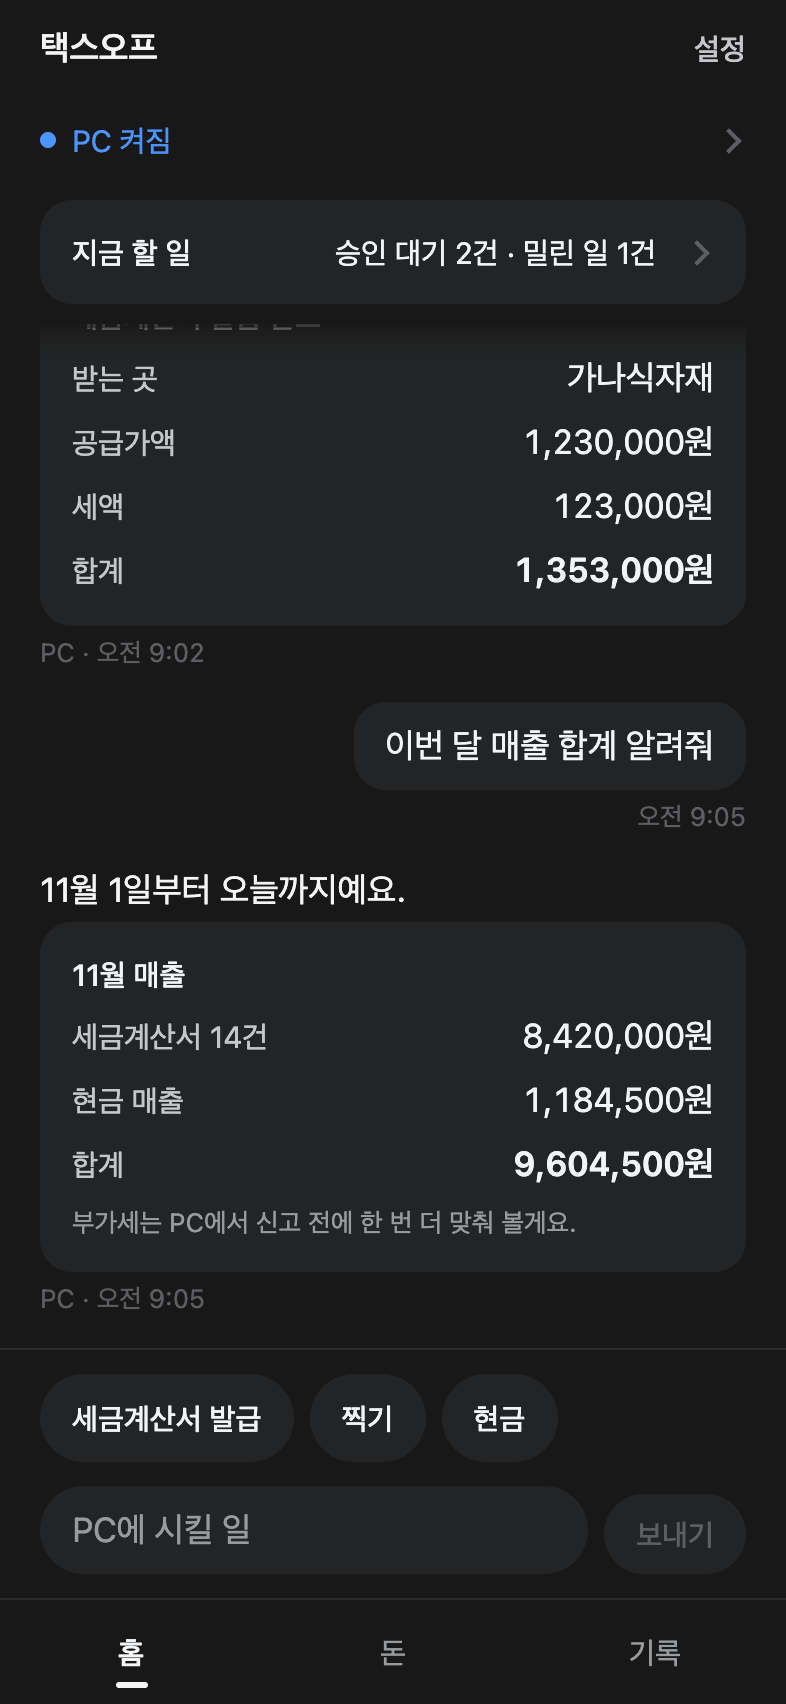 택스오프
설정
PC 켜짐
지금 할 일
승인 대기 2건 · 밀린 일 1건
받는 곳
가나식자재
공급가액
1,230,000원
세액
123,000원
합계
1,353,000원
PC · 오전 9:02
이번 달 매출 합계 알려줘
오전 9:05
11월 1일부터 오늘까지예요.
11월 매출
세금계산서 14건
8,420,000원
현금 매출
1,184,500원
합계
9,604,500원
부가세는 PC에서 신고 전에 한 번 더 맞춰 볼게요.
PC · 오전 9:05
세금계산서 발급
찍기
현금
PC에 시킬 일
보내기
홈
돈
기록